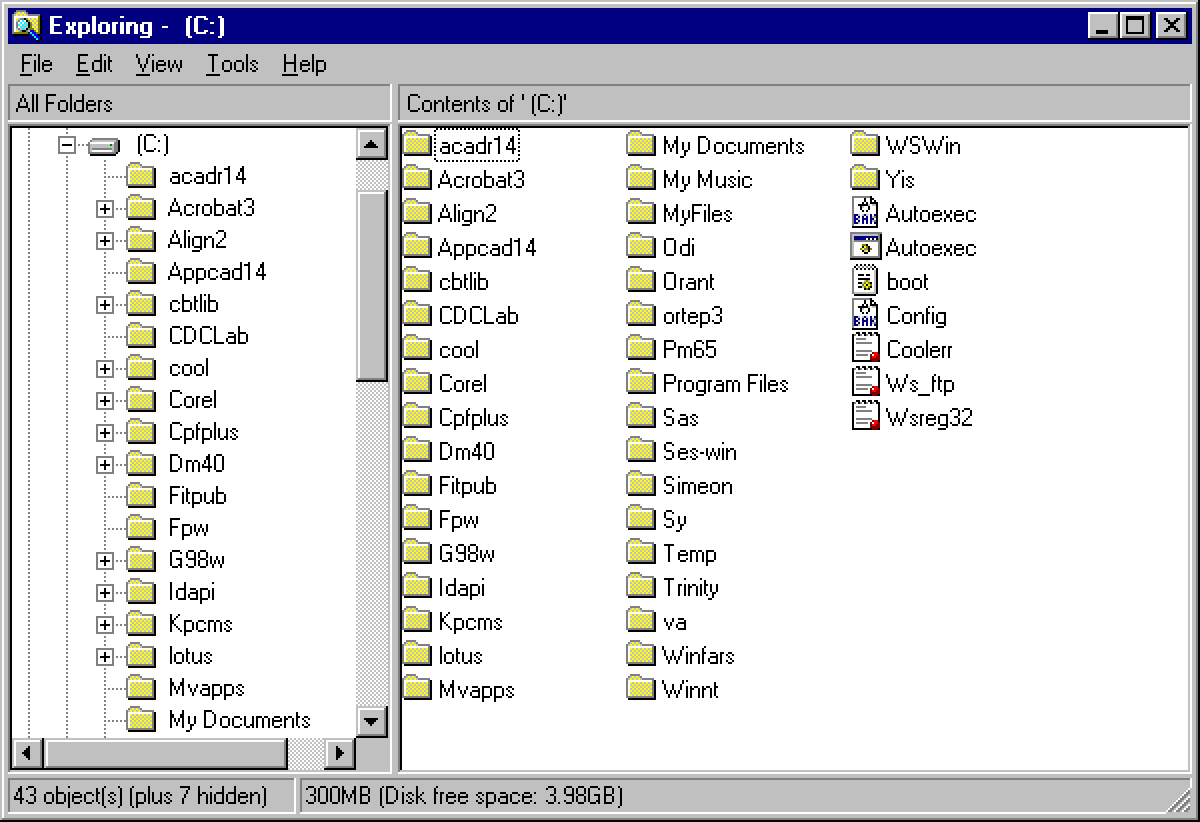 Exploring - (C:)
File Edit View Tools Help
All Folders
(C:)
acadr14
Acrobat3
Align2
Appcad14
cbtlib
CDCLab
cool
Corel
Cpfplus
Dm40
Fitpub
Fpw
G98w
Idapi
Kpcms
lotus
Mvapps
My Documents
Contents of ' (C:)'
acadr14
Acrobat3
Align2
Appcad14
cbtlib
CDCLab
cool
Corel
Cpfplus
Dm40
Fitpub
Fpw
G98w
Idapi
Kpcms
lotus
Mvapps
My Documents
My Music
MyFiles
Odi
Orant
ortep3
Pm65
Program Files
Sas
Ses-win
Simeon
Sy
Temp
Trinity
va
Winfars
Winnt
WSWin
Yis
BAK Autoexec
Autoexec
boot
BAK Config
Coolerr
Ws_ftp
Wsreg32
43 object(s) (plus 7 hidden)
300MB (Disk free space: 3.98GB)